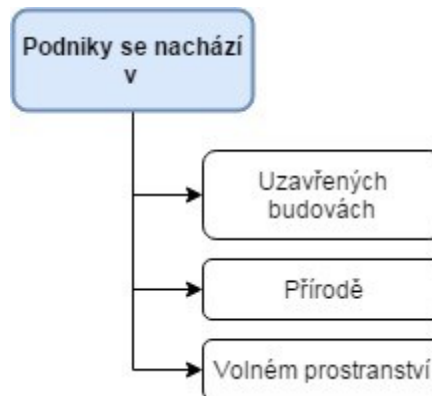 Podniky se nachází
v
Uzavřených
budovách
Přírodě
Volném prostranství